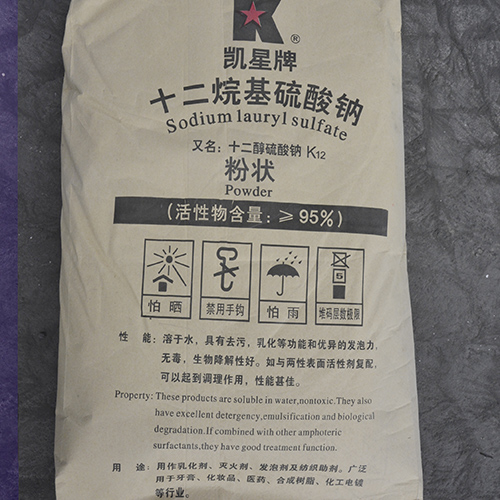 K
®
凯星牌
十二烷基硫酸钠
Sodium lauryl sulfate
又名：十二醇硫酸钠 K12
粉状
Powder
(活性物含量：≥95%)
5
怕晒
禁用手钩
怕雨
堆码层数极限
性 能：溶于水，具有去污，乳化等功能和优异的发泡力，
无毒，生物降解性好。如与两性表面活性剂复配，
可以起到调理作用，性能甚佳。
Property: These products are soluble in water,nontoxic.They also
have excellent detergency,emulsification and biological
degradation.If combined with other amphoteric
surfactants,they have good treatment function.
用 途：用作乳化剂、灭火剂、发泡剂及纺织助剂。广泛
用于牙膏、化妆品、医药、合成树脂、化工电镀
等行业。